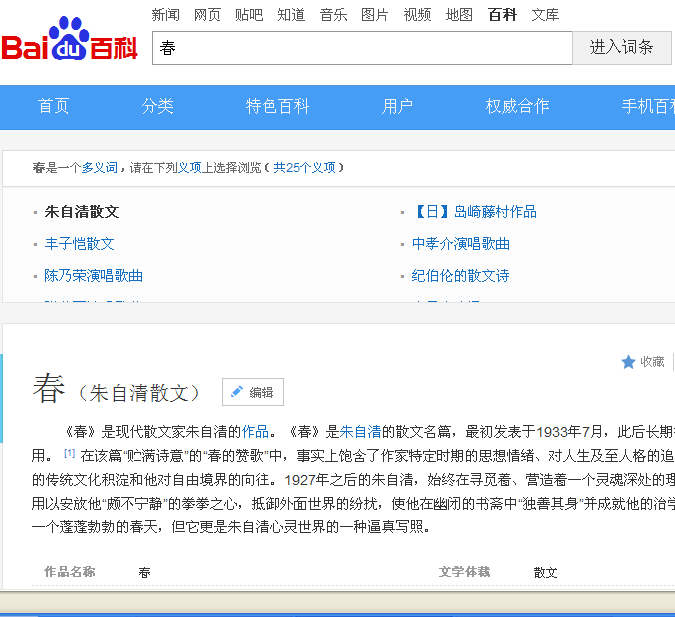 新闻 网页 贴吧 知道 音乐 图片 视频 地图 百科 文库
Bai du 百科 春 进入词条
首页 分类 特色百科 用户 权威合作 手机百
春是一个多义词，请在下列义项上选择浏览（共25个义项）
朱自清散文 【日】岛崎藤村作品
丰子恺散文 中孝介演唱歌曲
陈乃荣演唱歌曲 纪伯伦的散文诗
收藏
春（朱自清散文） 编辑
《春》是现代散文家朱自清的作品。《春》是朱自清的散文名篇，最初发表于1933年7月，此后长期
用。 [1] 在该篇“贮满诗意”的“春的赞歌”中，事实上饱含了作家特定时期的思想情绪、对人生及至人格的追
的传统文化积淀和他对自由境界的向往。1927年之后的朱自清，始终在寻觅着、营造着一个灵魂深处的理
用以安放他“颇不宁静”的拳拳之心，抵御外面世界的纷扰，使他在幽闭的书斋中“独善其身”并成就他的治学
一个蓬蓬勃勃的春天，但它更是朱自清心灵世界的一种逼真写照。
作品名称 春 文学体裁 散文